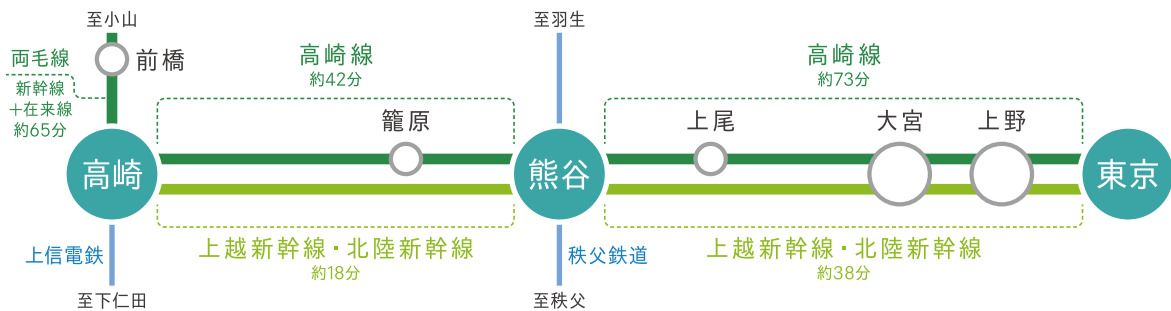 至小山
両毛線
前橋
新幹線
+在来線
約65分
高崎
上信電鉄
至下仁田
高崎線
約42分
籠原
上越新幹線・北陸新幹線
約18分
至羽生
熊谷
秩父鉄道
至秩父
高崎線
約73分
上尾
大宮
上野
上越新幹線・北陸新幹線
約38分
東京